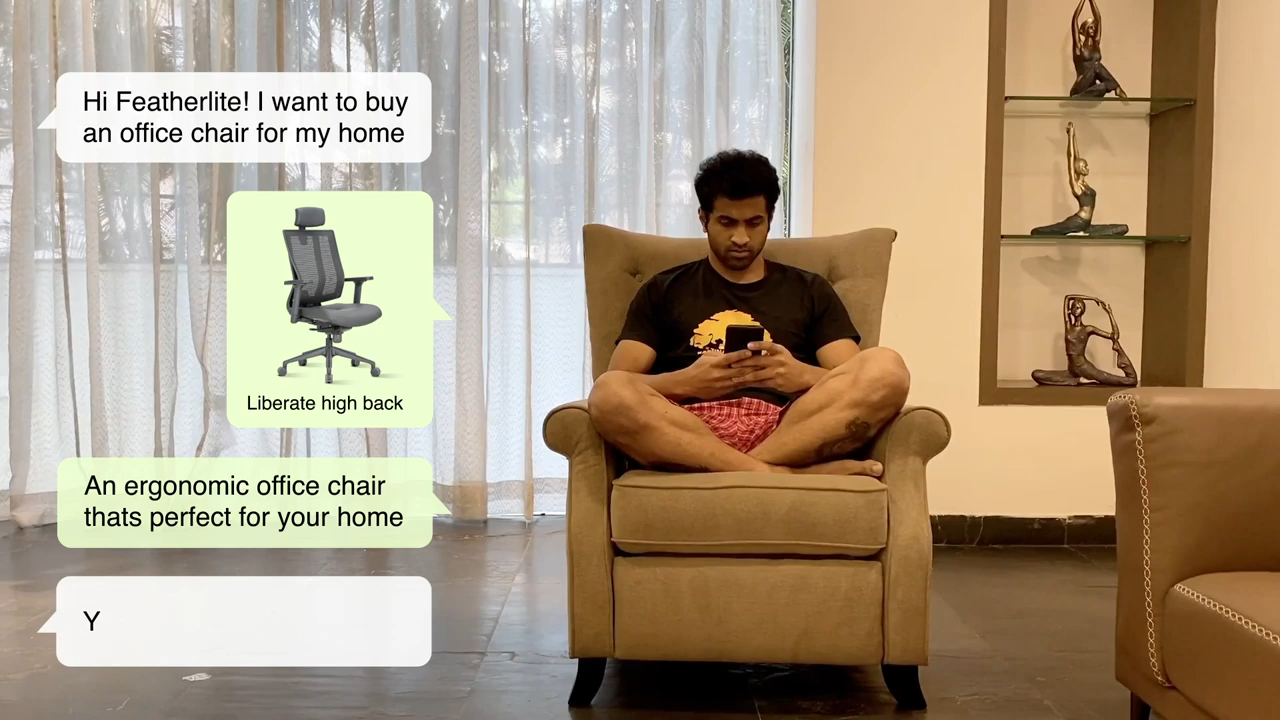 Hi Featherlite! I want to buy
an office chair for my home
Liberate high back
An ergonomic office chair
thats perfect for your home
Y